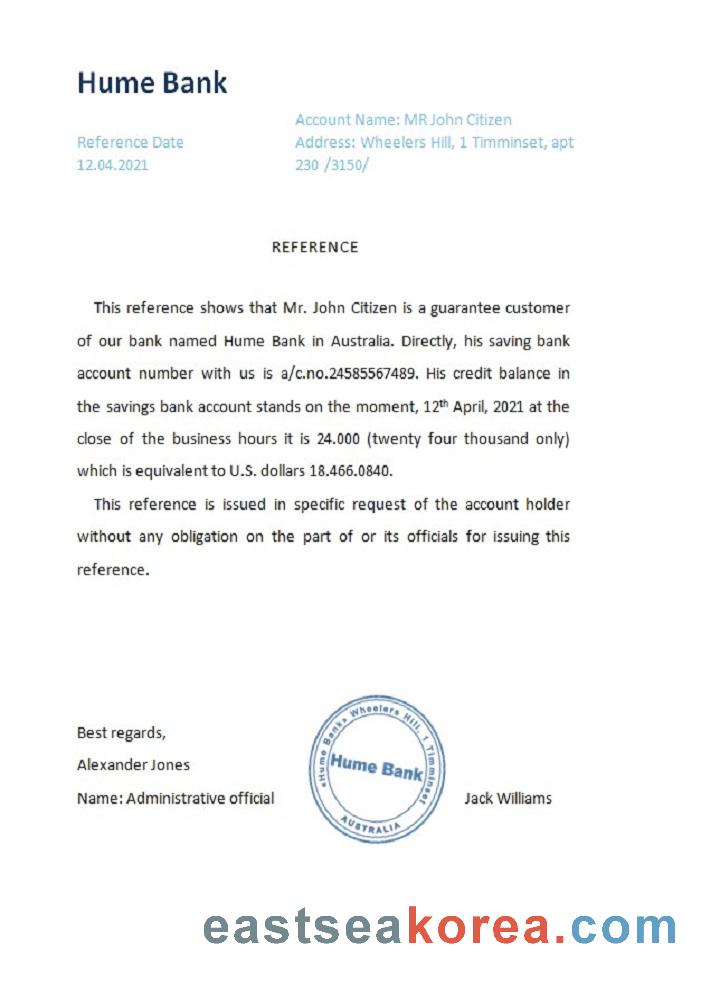 Hume Bank
Account Name: MR John Citizen
Reference Date
Address: Wheelers Hill, 1 Timminset, apt
12.04.2021
230 /3150/
REFERENCE
This reference shows that Mr. John Citizen is a guarantee customer
of our bank named Hume Bank in Australia. Directly, his saving bank
account number with us is a/c.no.24585567489. His credit balance in
the savings bank account stands on the moment, 12th April, 2021 at the
close of the business hours it is 24.000 (twenty four thousand only)
which is equivalent to U.S. dollars 18.466.0840.
This reference is issued in specific request of the account holder
without any obligation on the part of or its officials for issuing this
reference.
Best regards,
Alexander Jones
Name: Administrative official
«Hume Bank» Wheelers Hill, 1 Timminset
Hume Bank
AUSTRALIA
Jack Williams
eastseakorea.com